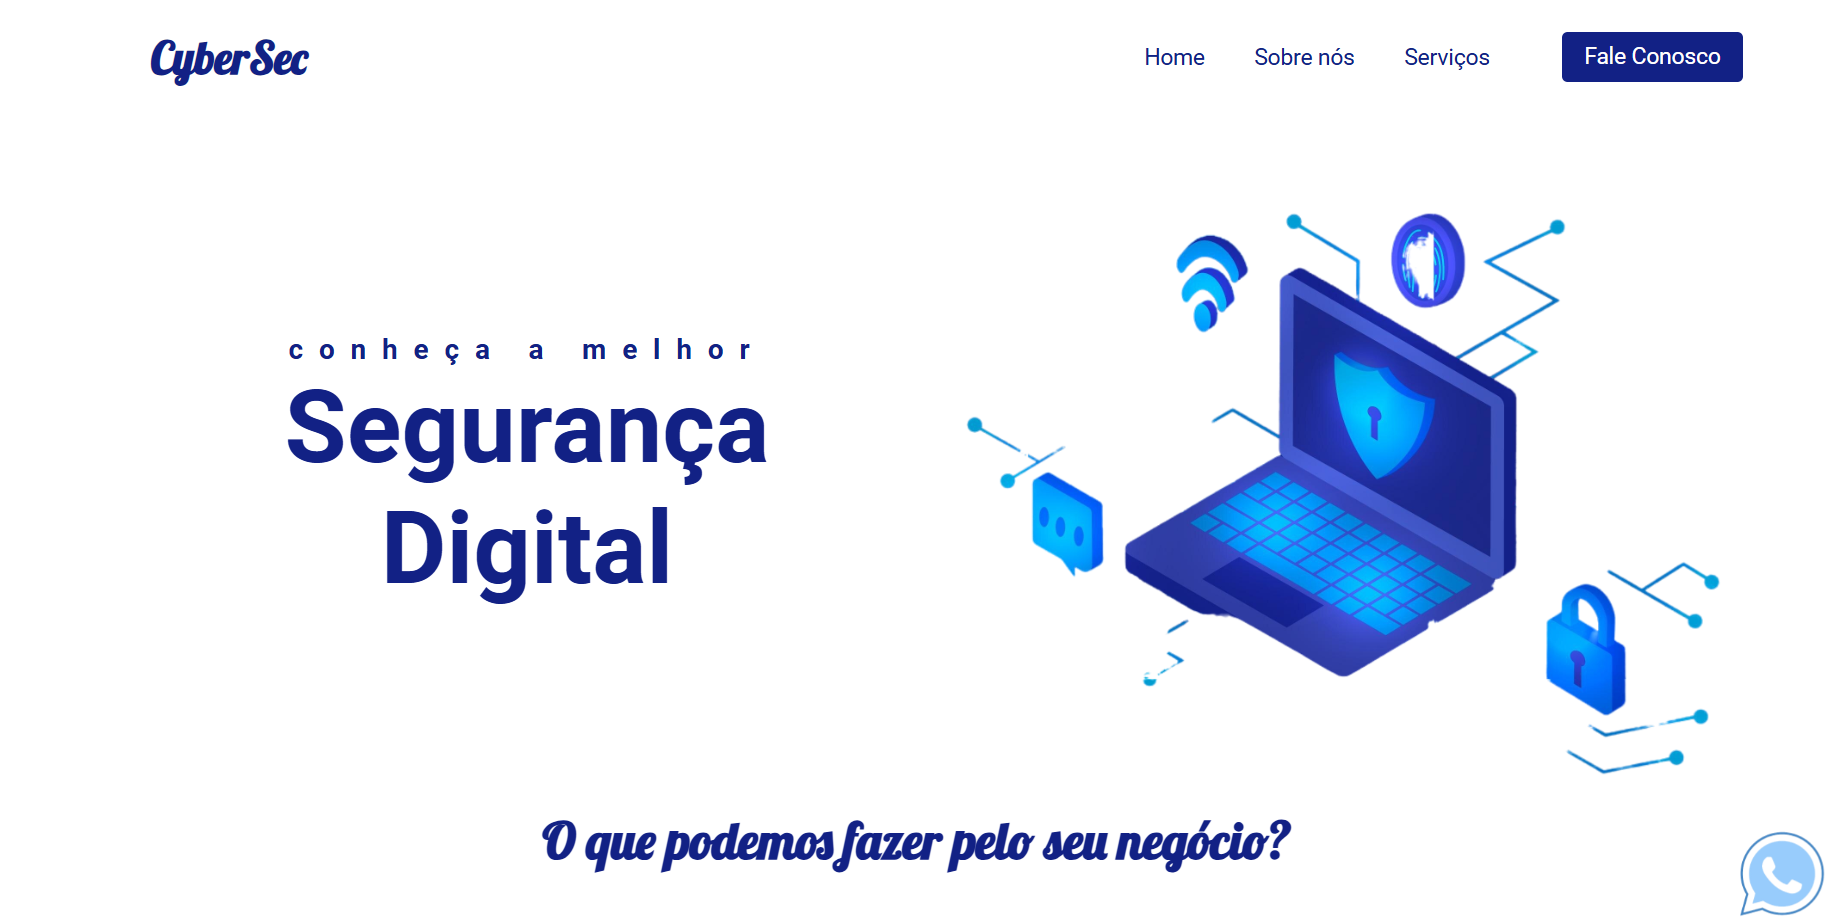 CyberSec
Home
Sobre nós
Serviços
Fale Conosco
conheça a melhor
Segurança
Digital
O que podemos fazer pelo seu negócio?